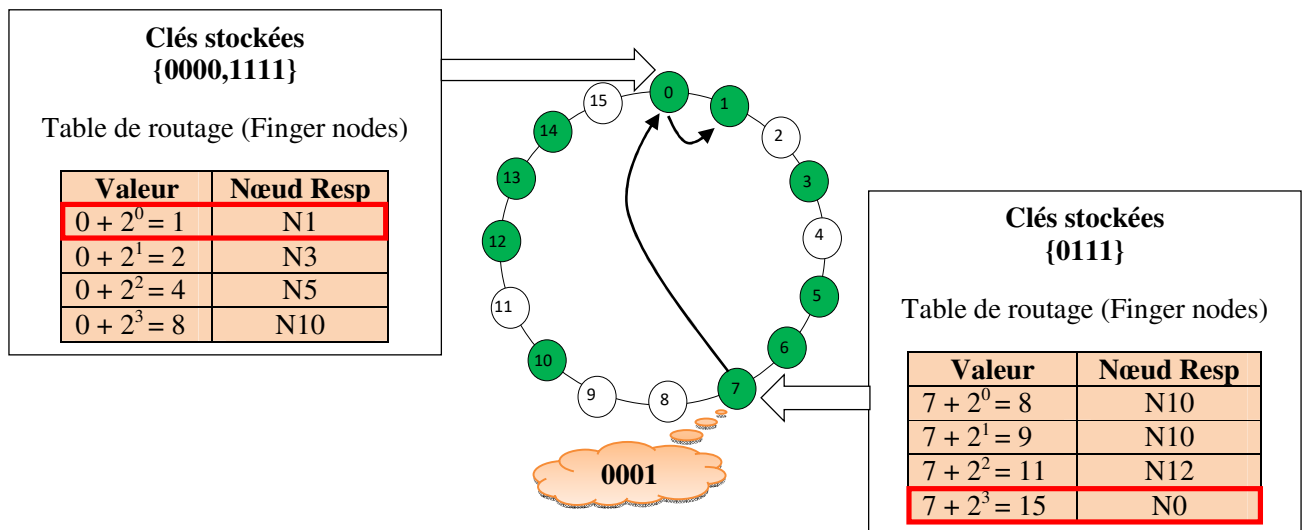 Clés stockées
{0000,1111}
Table de routage (Finger nodes)
Valeur Nœud Resp
0 + 2⁰ = 1 N1
0 + 2¹ = 2 N3
0 + 2² = 4 N5
0 + 2³ = 8 N10
0
1
2
3
4
5
6
7
8
9
10
11
12
13
14
15
0001
Clés stockées
{0111}
Table de routage (Finger nodes)
Valeur Nœud Resp
7 + 2⁰ = 8 N10
7 + 2¹ = 9 N10
7 + 2² = 11 N12
7 + 2³ = 15 N0